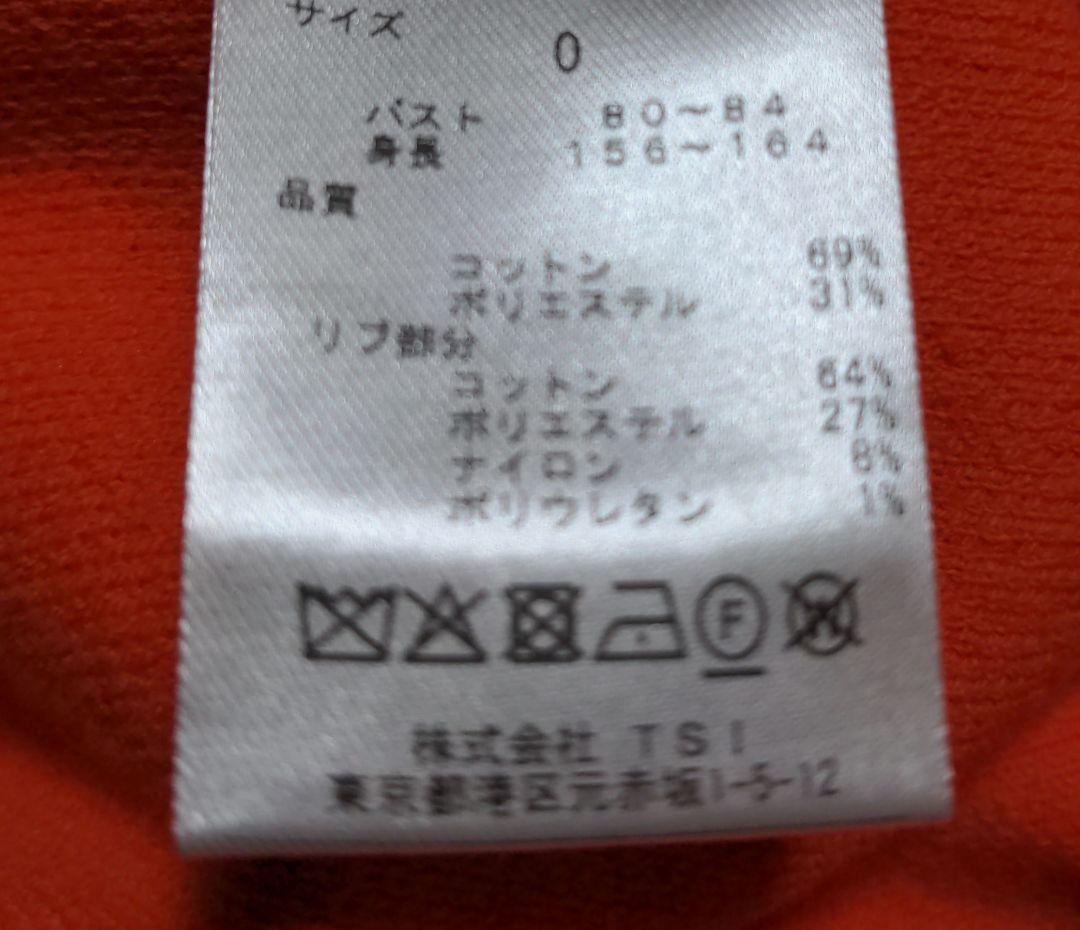 サイズ
0
バスト 80～84
身長 156～164
品質
コットン 69%
ポリエステル 31%
リブ部分
コットン 64%
ポリエステル 27%
ナイロン 8%
ポリウレタン 1%
F W
株式会社 TSI
東京都港区元赤坂1-5-12